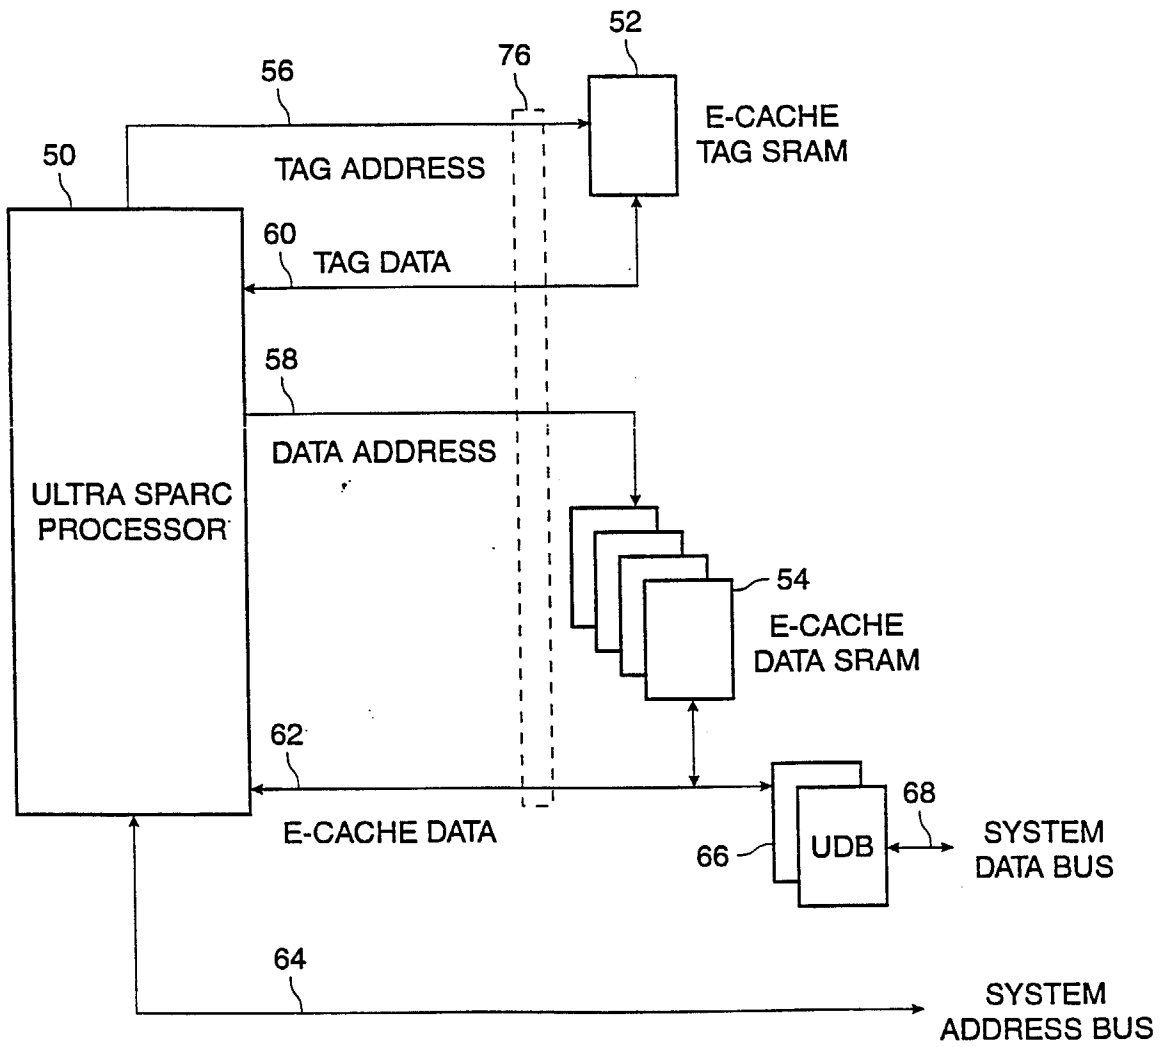 52
76
56
E-CACHE
TAG SRAM
50
TAG ADDRESS
60
TAG DATA
58
DATA ADDRESS
ULTRA SPARC
PROCESSOR
54
E-CACHE
DATA SRAM
62
68
E-CACHE DATA
66
UDB
SYSTEM
DATA BUS
64
SYSTEM
ADDRESS BUS